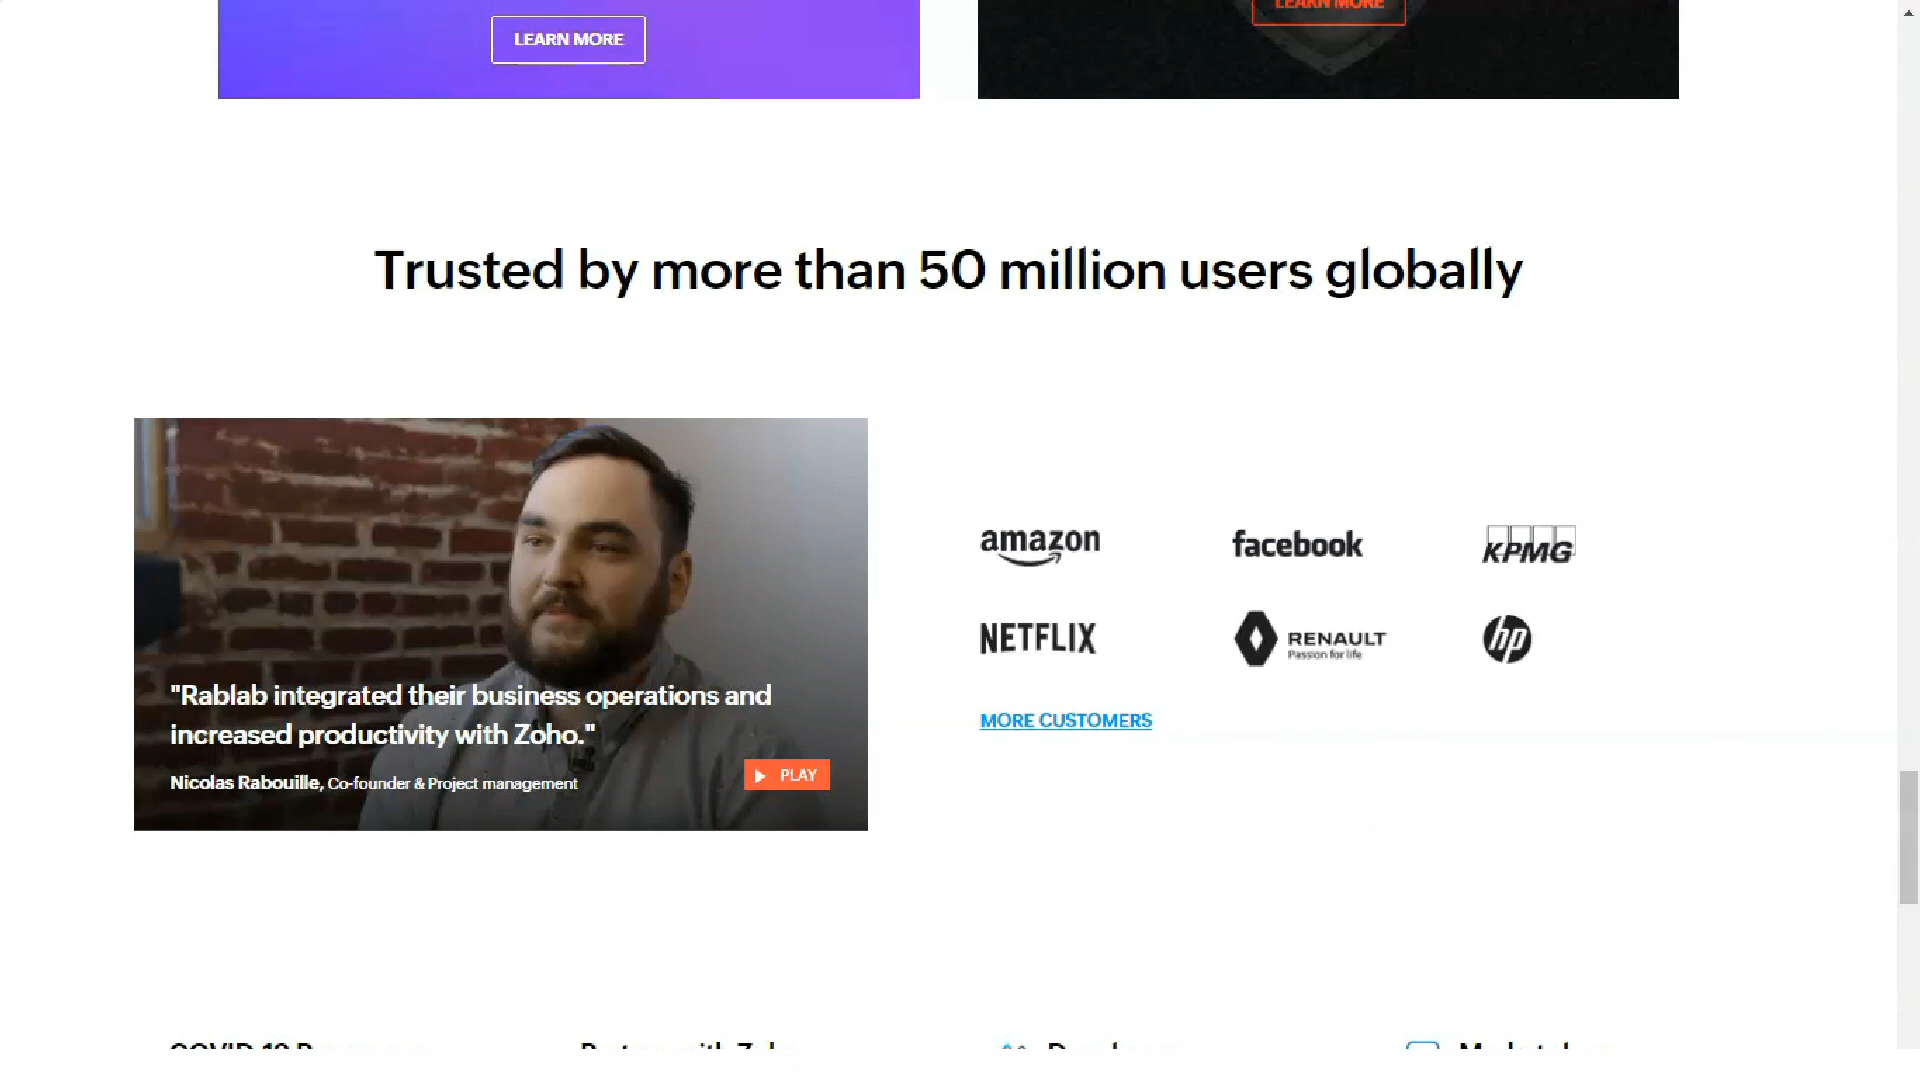 LEARN MORE
LEARN MORE
Trusted by more than 50 million users globally
"Rablab integrated their business operations and
increased productivity with Zoho."
Nicolas Rabouille, Co-founder & Project management
PLAY
amazon
facebook
KPMG
NETFLIX
RENAULT
Passion for life
hp
MORE CUSTOMERS